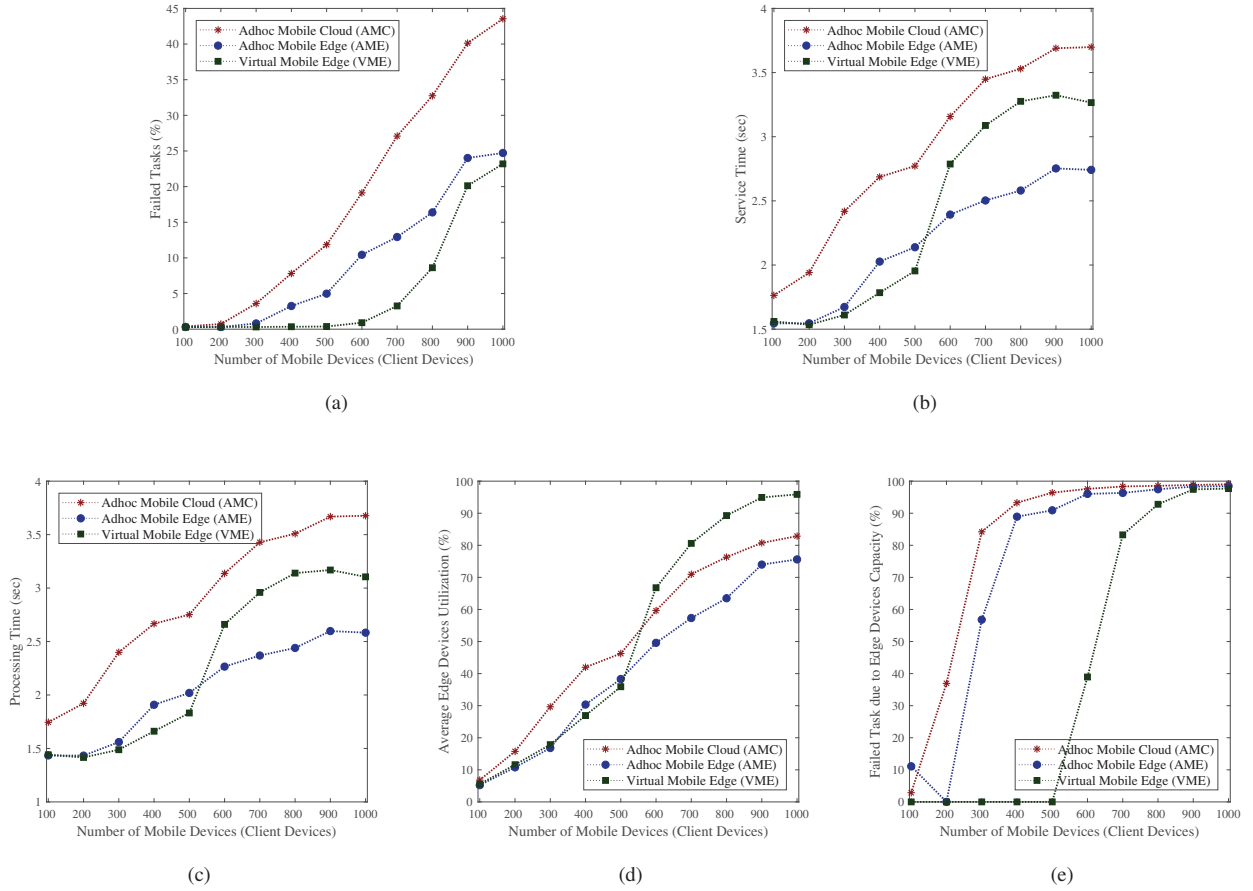 45
40
35
30
25
20
15
10
5
0
Failed Tasks (%)
Adhoc Mobile Cloud (AMC)
Adhoc Mobile Edge (AME)
Virtual Mobile Edge (VME)
100 200 300 400 500 600 700 800 900 1000
Number of Mobile Devices (Client Devices)
(a)
4
3.5
3
2.5
2
1.5
Service Time (sec)
Adhoc Mobile Cloud (AMC)
Adhoc Mobile Edge (AME)
Virtual Mobile Edge (VME)
100 200 300 400 500 600 700 800 900 1000
Number of Mobile Devices (Client Devices)
(b)
4
3.5
3
2.5
2
1.5
1
Processing Time (sec)
Adhoc Mobile Cloud (AMC)
Adhoc Mobile Edge (AME)
Virtual Mobile Edge (VME)
100 200 300 400 500 600 700 800 900 1000
Number of Mobile Devices (Client Devices)
(c)
100
90
80
70
60
50
40
30
20
10
0
Average Edge Devices Utilization (%)
Adhoc Mobile Cloud (AMC)
Adhoc Mobile Edge (AME)
Virtual Mobile Edge (VME)
100 200 300 400 500 600 700 800 900 1000
Number of Mobile Devices (Client Devices)
(d)
100
90
80
70
60
50
40
30
20
10
0
Failed Task due to Edge Devices Capacity (%)
Adhoc Mobile Cloud (AMC)
Adhoc Mobile Edge (AME)
Virtual Mobile Edge (VME)
100 200 300 400 500 600 700 800 900 1000
Number of Mobile Devices (Client Devices)
(e)